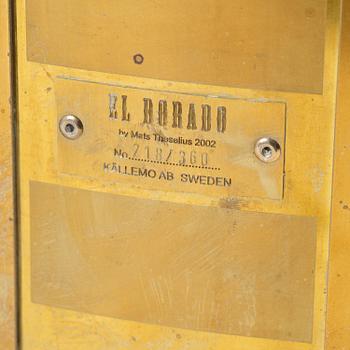 EL DORADO
by Mats Theselius 2002
No. 218/360
KÄLLEMO AB SWEDEN